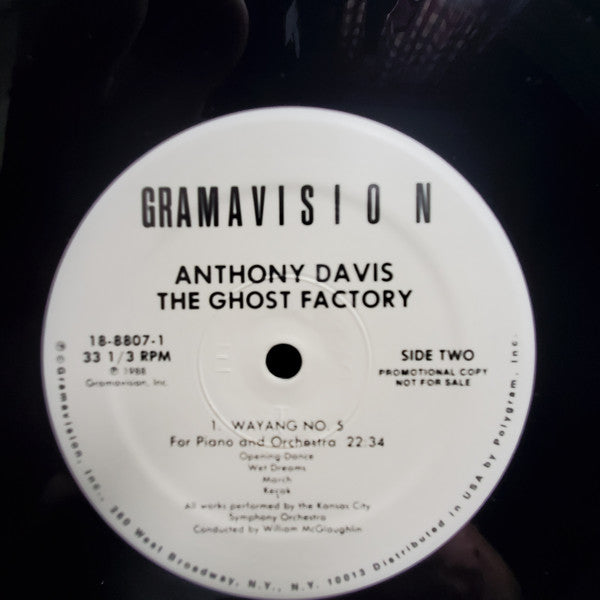 GRAMAVISION
ANTHONY DAVIS
THE GHOST FACTORY
18-8807-1
33 1/3 RPM
℗ 1988
Gramavision, Inc.
SIDE TWO
PROMOTIONAL COPY
NOT FOR SALE
1. WAYANG NO. 5
For Piano and Orchestra 22:34
Opening-Dance
Wet Dreams
March
Kecak
All works performed by the Kansas City
Symphony Orchestra
Conducted by William McGlaughlin
℗ © Gramavision, Inc., 260 West Broadway, N.Y., N.Y. 10013 Distributed in USA by Polygram, Inc.